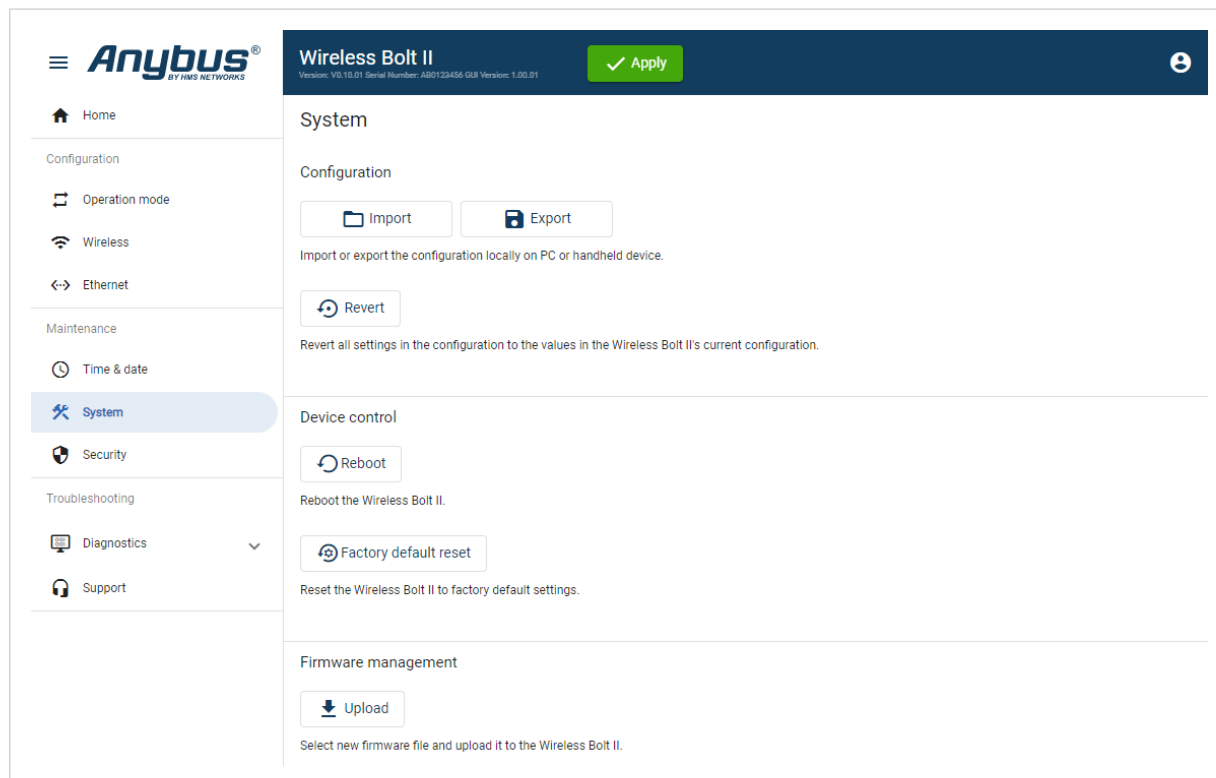 Anybus®
BY HMS NETWORKS
Wireless Bolt II
Version: V0.10.01 Serial Number: AB0123456 GUI Version: 1.00.01
Apply
Home
Configuration
Operation mode
Wireless
Ethernet
Maintenance
Time & date
System
Security
Troubleshooting
Diagnostics
Support
System
Configuration
Import
Export
Import or export the configuration locally on PC or handheld device.
Revert
Revert all settings in the configuration to the values in the Wireless Bolt II's current configuration.
Device control
Reboot
Reboot the Wireless Bolt II.
Factory default reset
Reset the Wireless Bolt II to factory default settings.
Firmware management
Upload
Select new firmware file and upload it to the Wireless Bolt II.